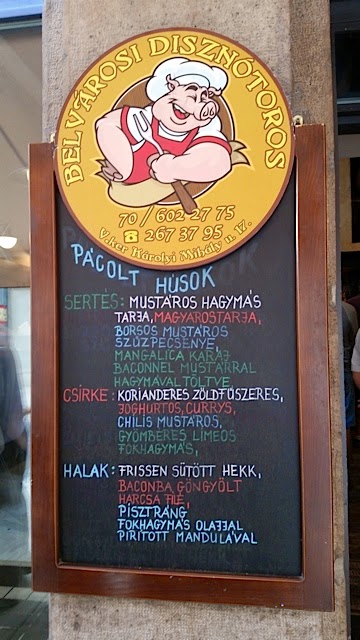 BELVÁROSI DISZNÓTOROS
70 / 602 27 75
☎ 267 37 95
V.ker Károlyi Mihály u. 17.
PÁCOLT HÚSOK
SERTÉS: MUSTÁROS HAGYMÁS
TARJA, MAGYAROSTARJA,
BORSOS MUSTÁROS
SZŰZPECSENYE,
MANGALICA KARAJ
BACONNEL MUSTÁRRAL
HAGYMÁVAL TÖLTVE,
CSIRKE: KORIANDERES ZÖLDFŰSZERES,
JOGHURTOS, CURRYS,
CHILIS MUSTÁROS,
GYÖMBÉRES LIMEOS
FOKHAGYMÁS,
HALAK: FRISSEN SÜTÖTT HEKK,
BACONBA GÖNGYÖLT
HARCSA FILÉ,
PISZTRÁNG
FOKHAGYMÁS OLAJJAL
PIRÍTOTT MANDULÁVAL